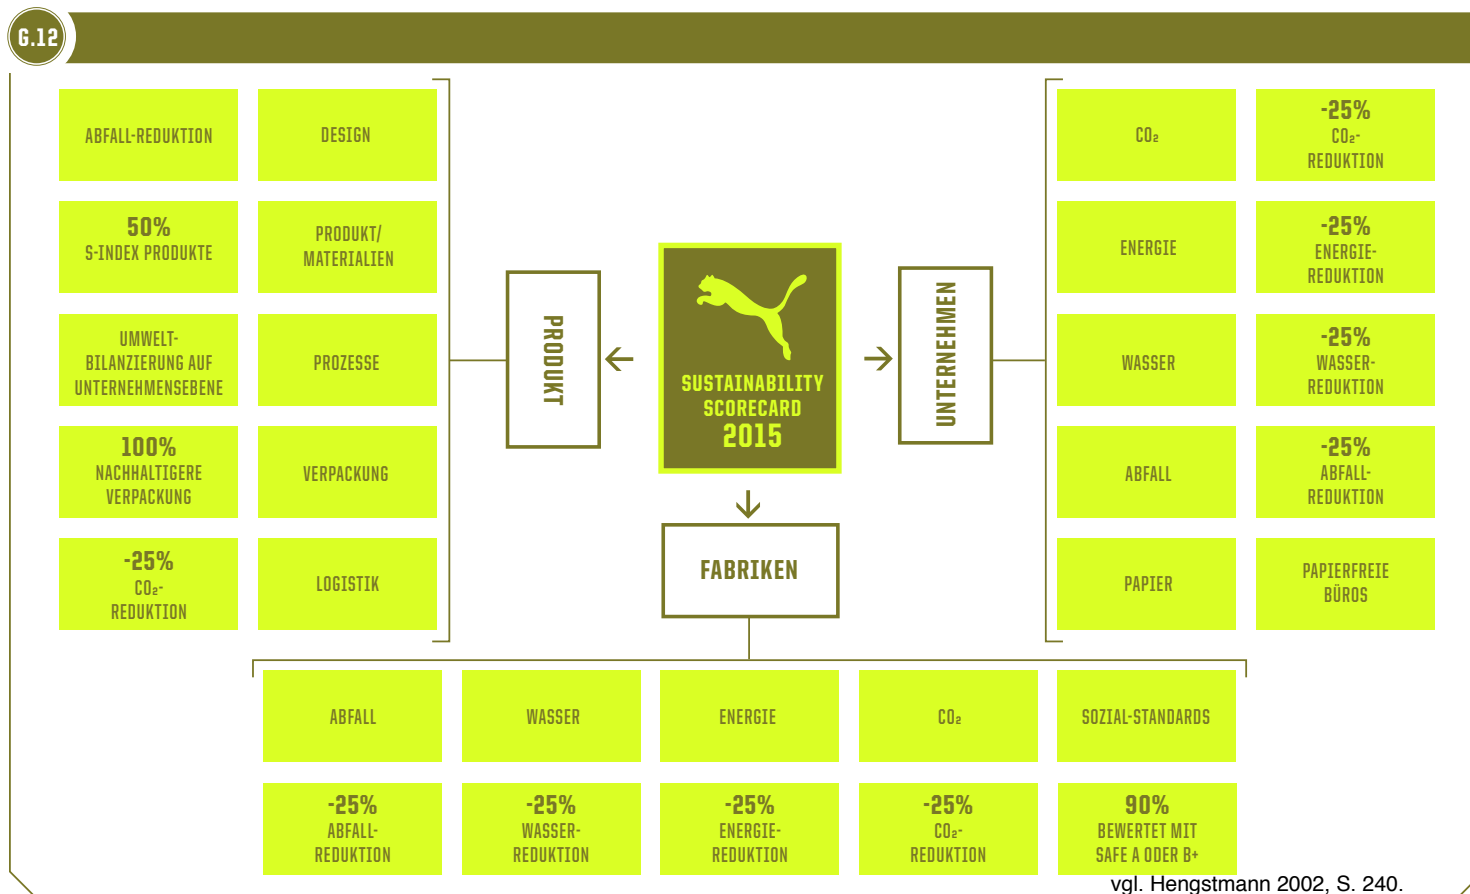 G.12
ABFALL-REDUKTION
DESIGN
50%
S-INDEX PRODUKTE
PRODUKT/
MATERIALIEN
UMWELT-
BILANZIERUNG AUF
UNTERNEHMENSEBENE
PROZESSE
100%
NACHHALTIGERE
VERPACKUNG
VERPACKUNG
-25%
CO₂-
REDUKTION
LOGISTIK
PRODUKT
SUSTAINABILITY
SCORECARD
2015
UNTERNEHMEN
CO₂
-25%
CO₂-
REDUKTION
ENERGIE
-25%
ENERGIE-
REDUKTION
WASSER
-25%
WASSER-
REDUKTION
ABFALL
-25%
ABFALL-
REDUKTION
PAPIER
PAPIERFREIE
BÜROS
FABRIKEN
ABFALL
WASSER
ENERGIE
CO₂
SOZIAL-STANDARDS
-25%
ABFALL-
REDUKTION
-25%
WASSER-
REDUKTION
-25%
ENERGIE-
REDUKTION
-25%
CO₂-
REDUKTION
90%
BEWERTET MIT
SAFE A ODER B+
vgl. Hengstmann 2002, S. 240.